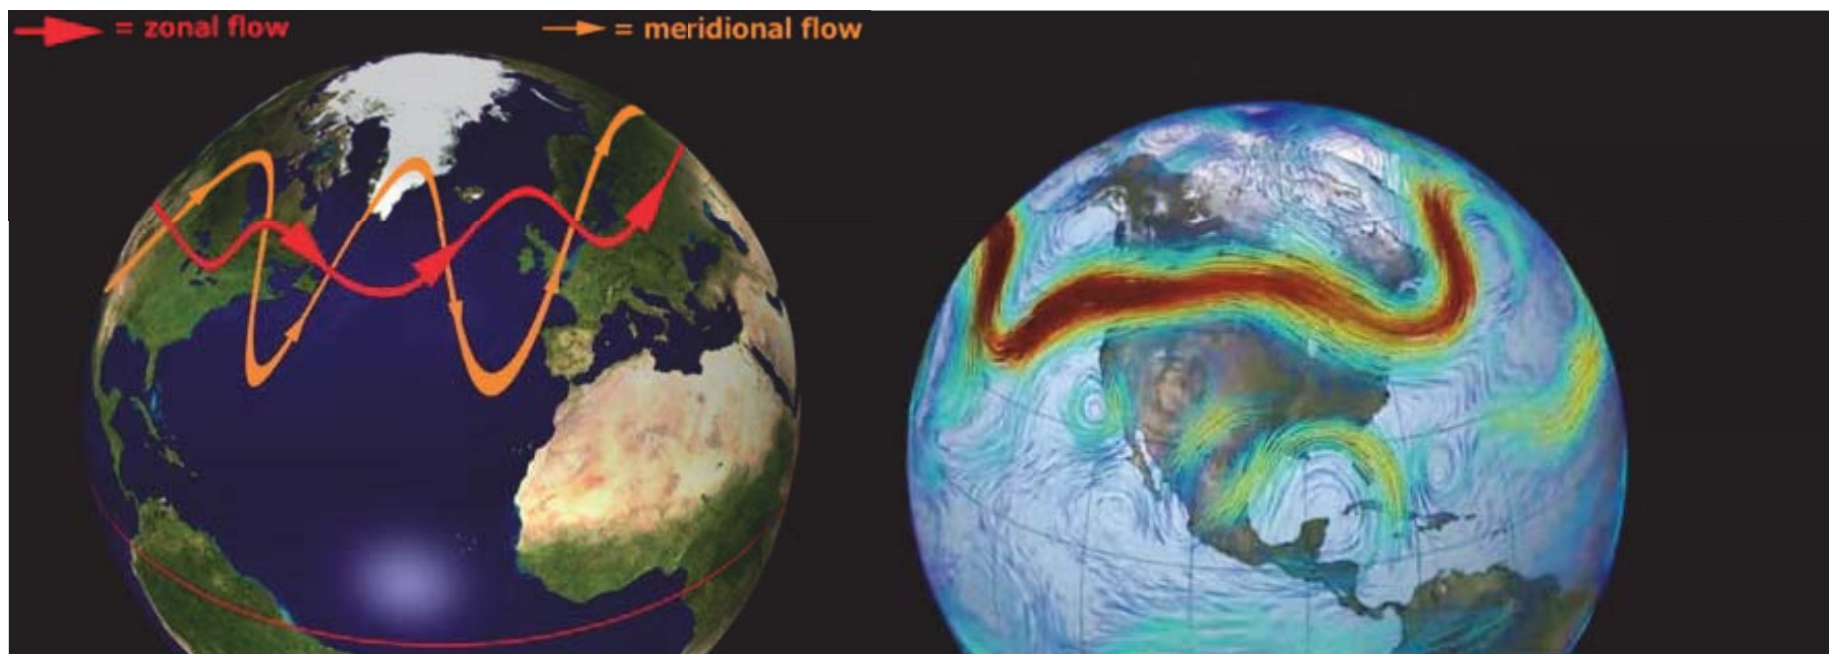 = zonal flow
= meridional flow